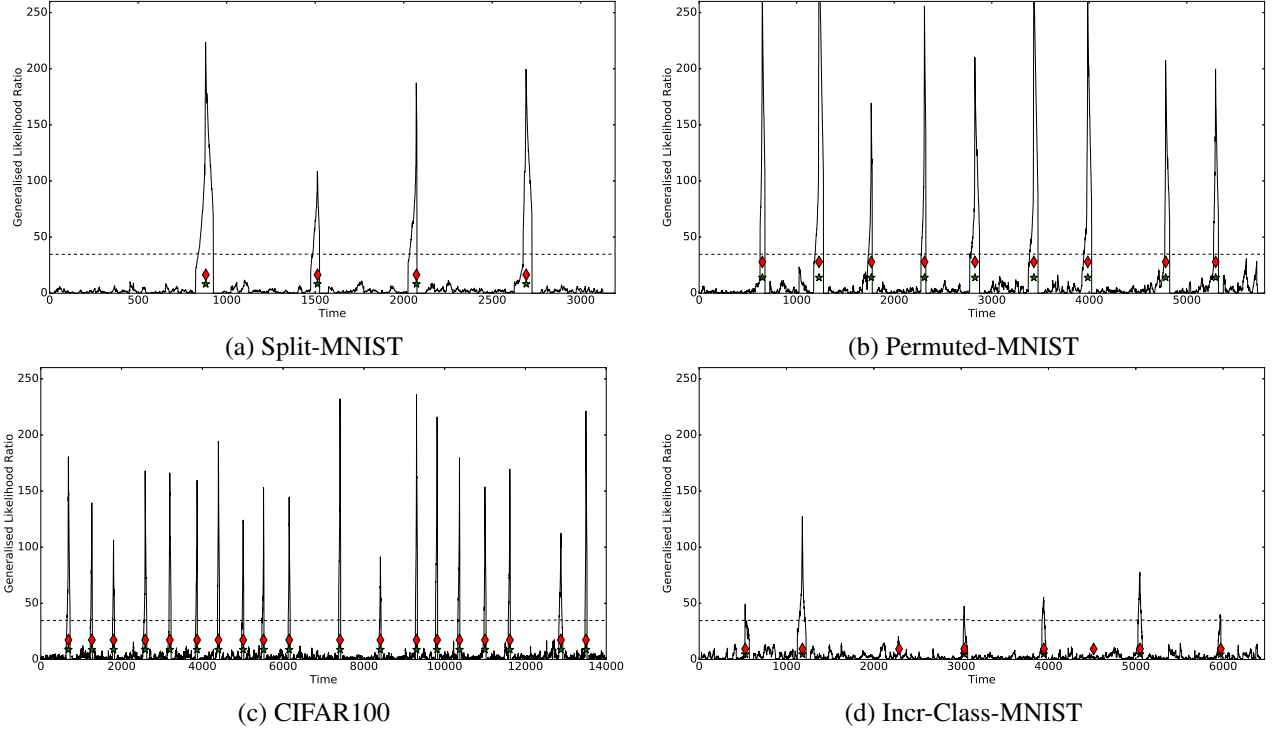 260
250
200
150
100
50
0
Generalised Likelihood Ratio
0 500 1000 1500 2000 2500 3000
Time
(a) Split-MNIST
250
200
150
100
50
0
Generalised Likelihood Ratio
0 1000 2000 3000 4000 5000
Time
(b) Permuted-MNIST
250
200
150
100
50
0
Generalised Likelihood Ratio
0 2000 4000 6000 8000 10000 12000 14000
Time
(c) CIFAR100
250
200
150
100
50
0
Generalised Likelihood Ratio
0 1000 2000 3000 4000 5000 6000
Time
(d) Incr-Class-MNIST